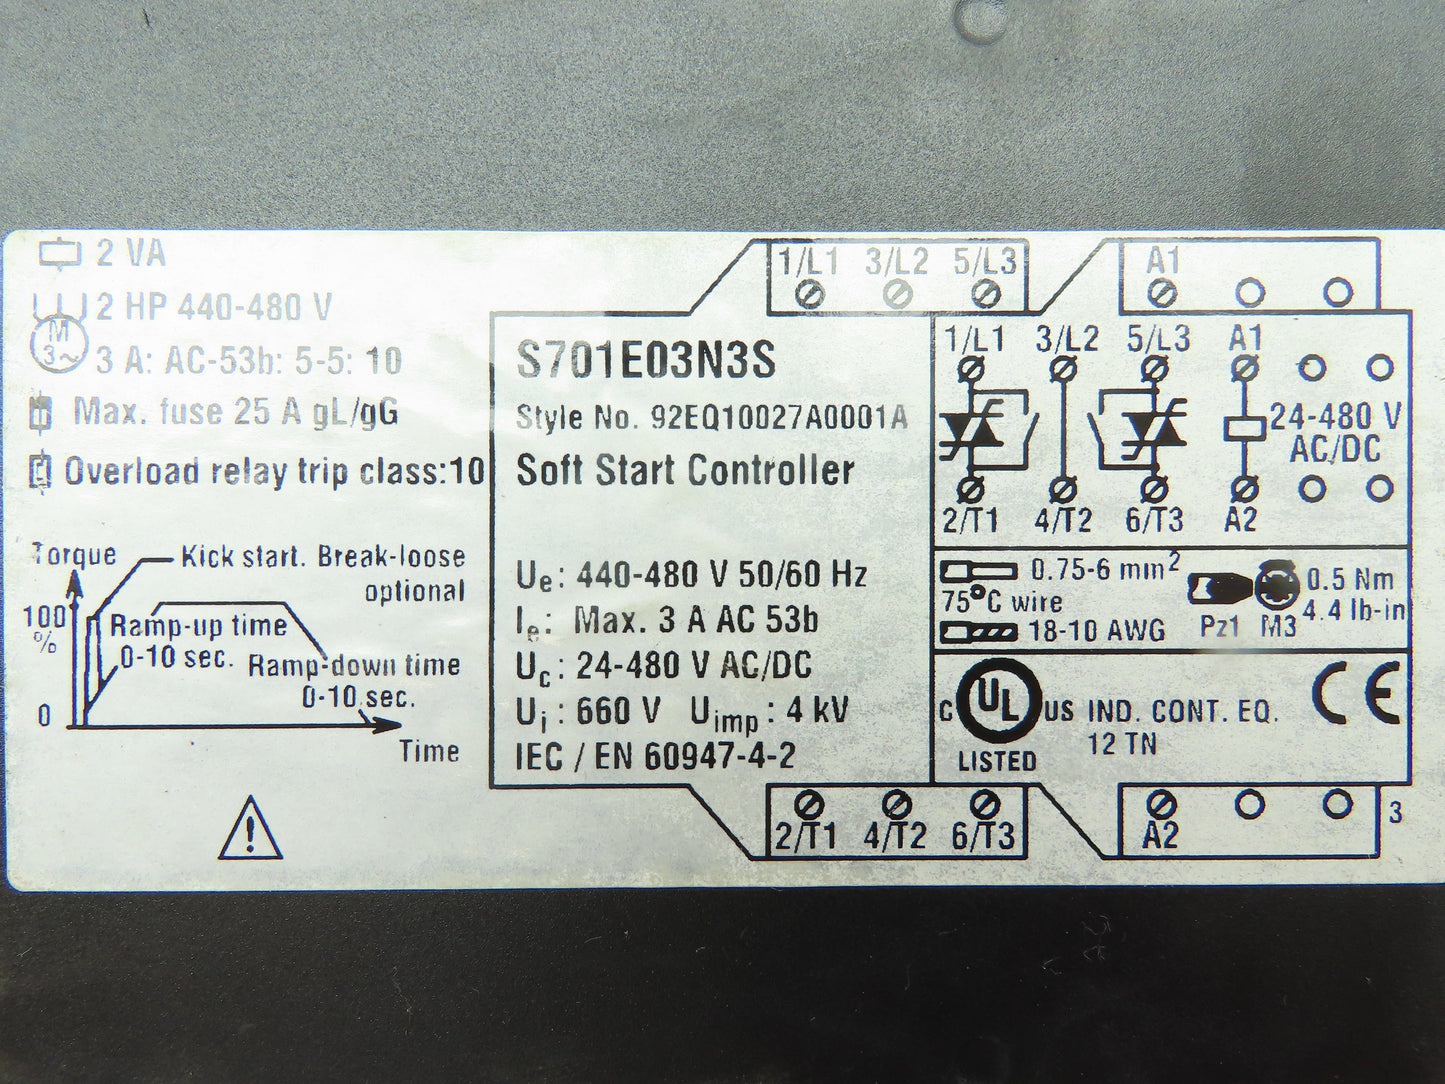 2 VA
2 HP 440-480 V
M
3~
3 A: AC-53b: 5-5: 10
Max. fuse 25 A gL/gG
Overload relay trip class:10
Torque
Kick start. Break-loose
optional
100
%
Ramp-up time
0-10 sec.
Ramp-down time
0-10 sec.
0
Time
!
1/L1 3/L2 5/L3
S701E03N3S
Style No. 92EQ10027A0001A
Soft Start Controller
Ue: 440-480 V 50/60 Hz
Ie: Max. 3 A AC 53b
Uc: 24-480 V AC/DC
Ui: 660 V Uimp: 4 kV
IEC / EN 60947-4-2
2/T1 4/T2 6/T3
A1
1/L1 3/L2 5/L3 A1
24-480 V
AC/DC
2/T1 4/T2 6/T3 A2
0.75-6 mm²
75°C wire
18-10 AWG
Pz1 M3
0.5 Nm
4.4 lb-in
C UL US
LISTED
IND. CONT. EQ.
12 TN
CE
A2
3